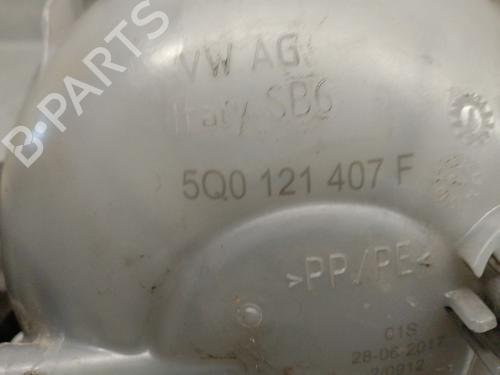 B-PARTS
VW AG
Italy SBG
5Q0 121 407 F
>PP/PE<
C1S
28-06-2017